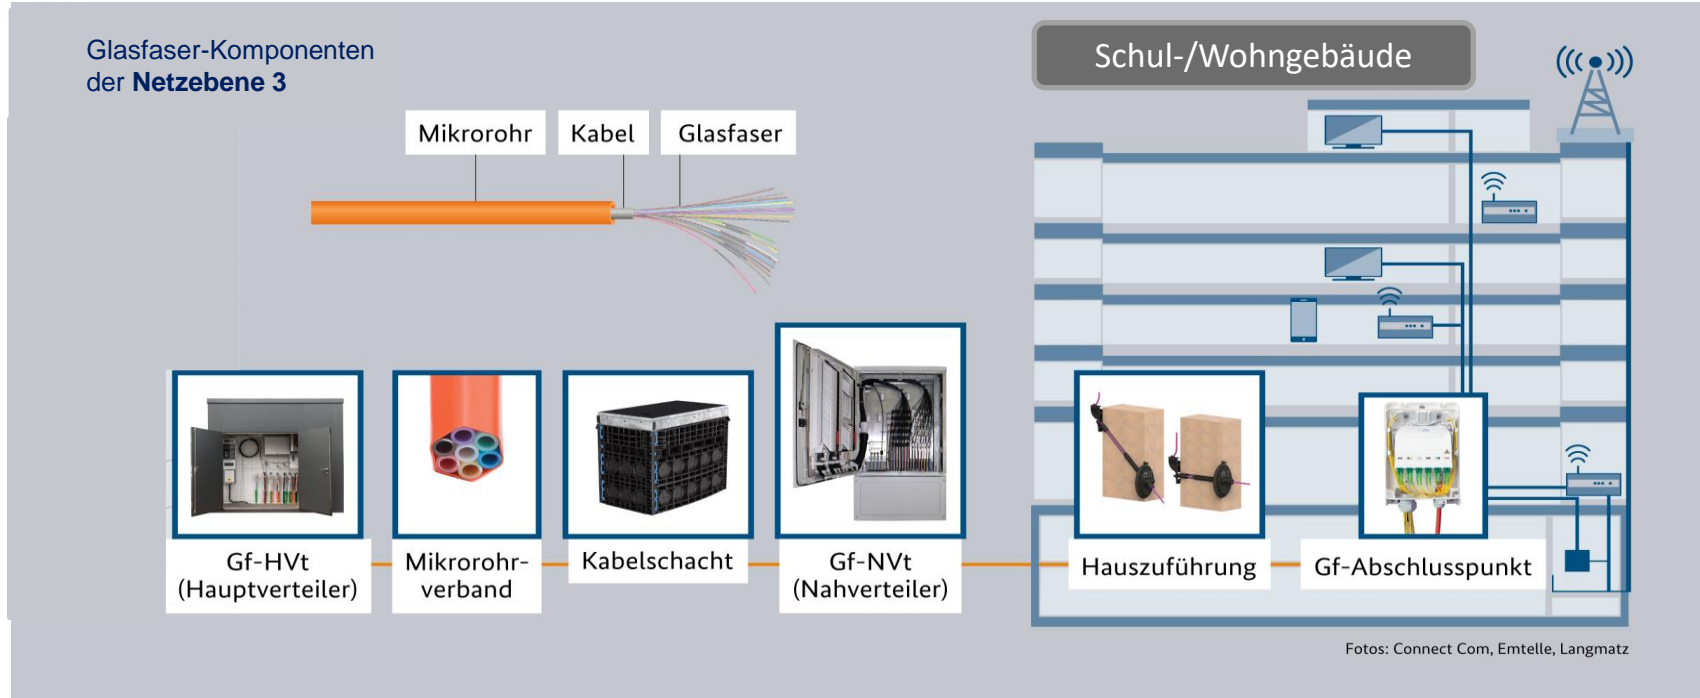 Glasfaser-Komponenten
der Netzebene 3
Schul-/Wohngebäude
Mikrorohr
Kabel
Glasfaser
Gf-HVt
(Hauptverteiler)
Mikrorohr-
verband
Kabelschacht
Gf-NVt
(Nahverteiler)
Hauszuführung
Gf-Abschlusspunkt
Fotos: Connect Com, Emtelle, Langmatz